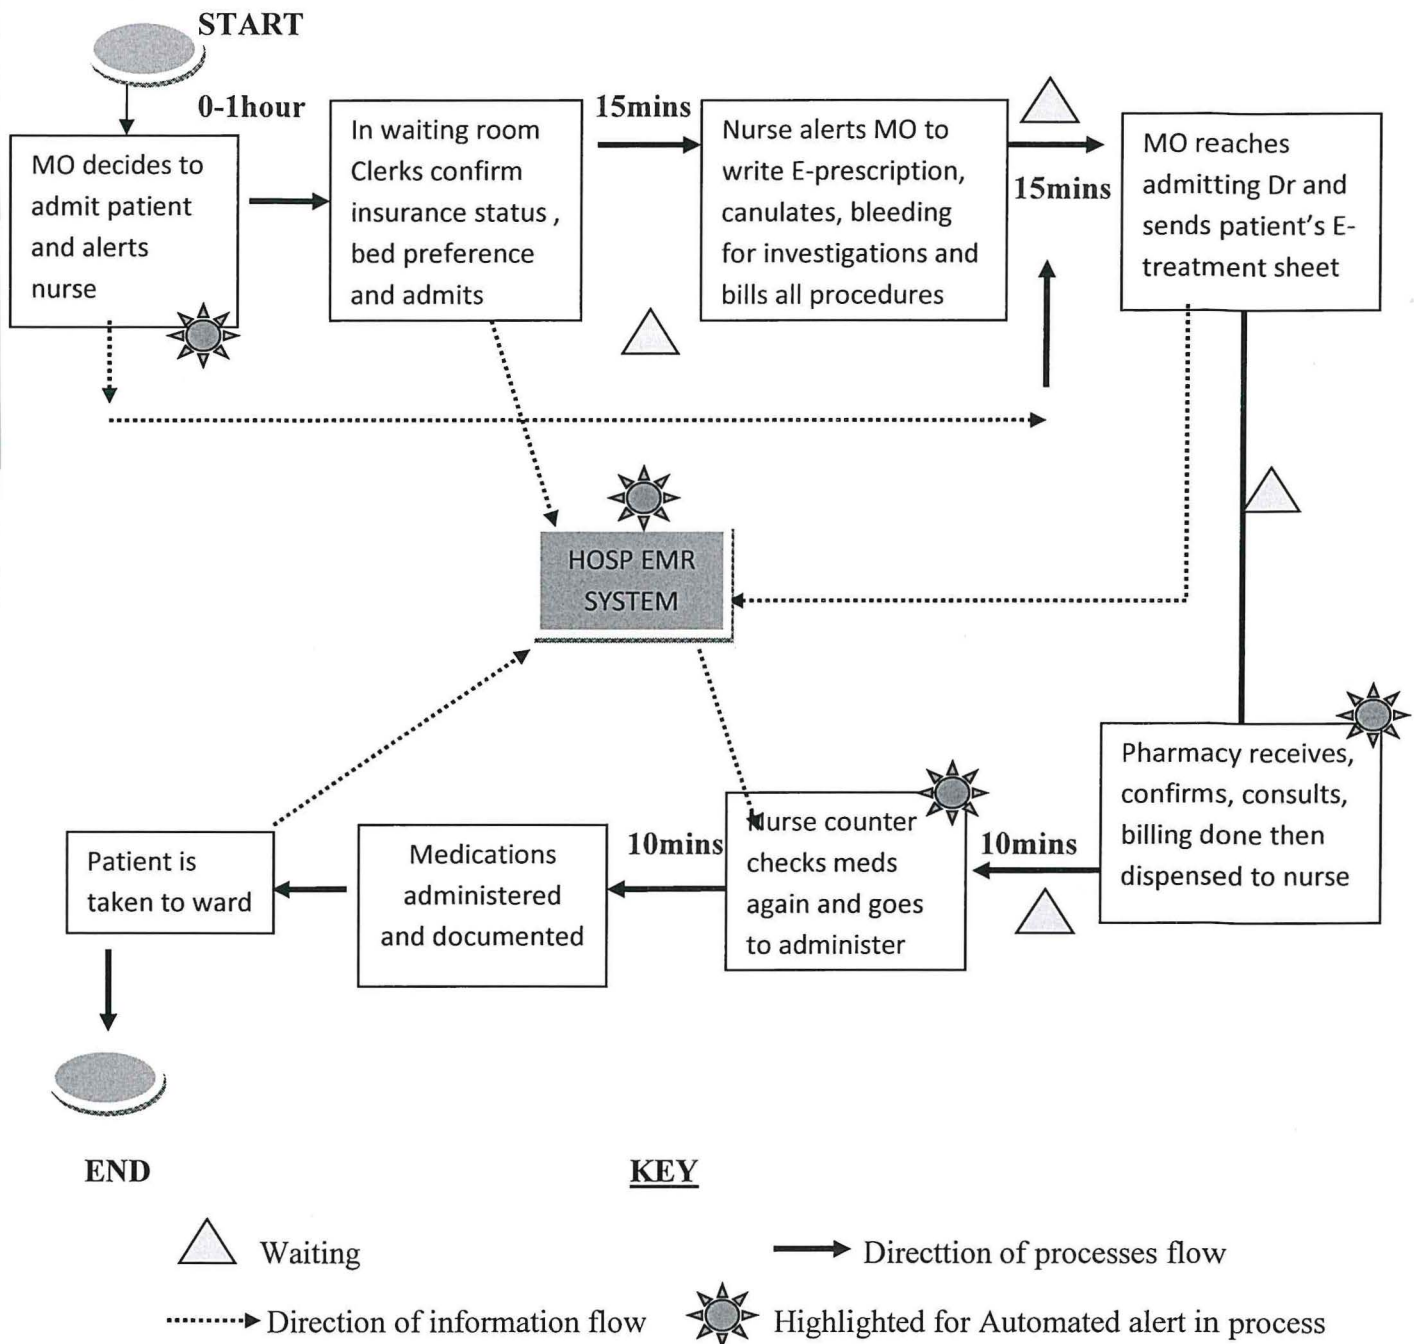 START
0-1hour
MO decides to
admit patient
and alerts
nurse
In waiting room
Clerks confirm
insurance status ,
bed preference
and admits
15mins
Nurse alerts MO to
write E-prescription,
canulates, bleeding
for investigations and
bills all procedures
15mins
MO reaches
admitting Dr and
sends patient's E-
treatment sheet
HOSP EMR
SYSTEM
Pharmacy receives,
confirms, consults,
billing done then
dispensed to nurse
10mins
Nurse counter
checks meds
again and goes
to administer
10mins
Medications
administered
and documented
Patient is
taken to ward
END
KEY
Waiting
Directtion of processes flow
Direction of information flow
Highlighted for Automated alert in process